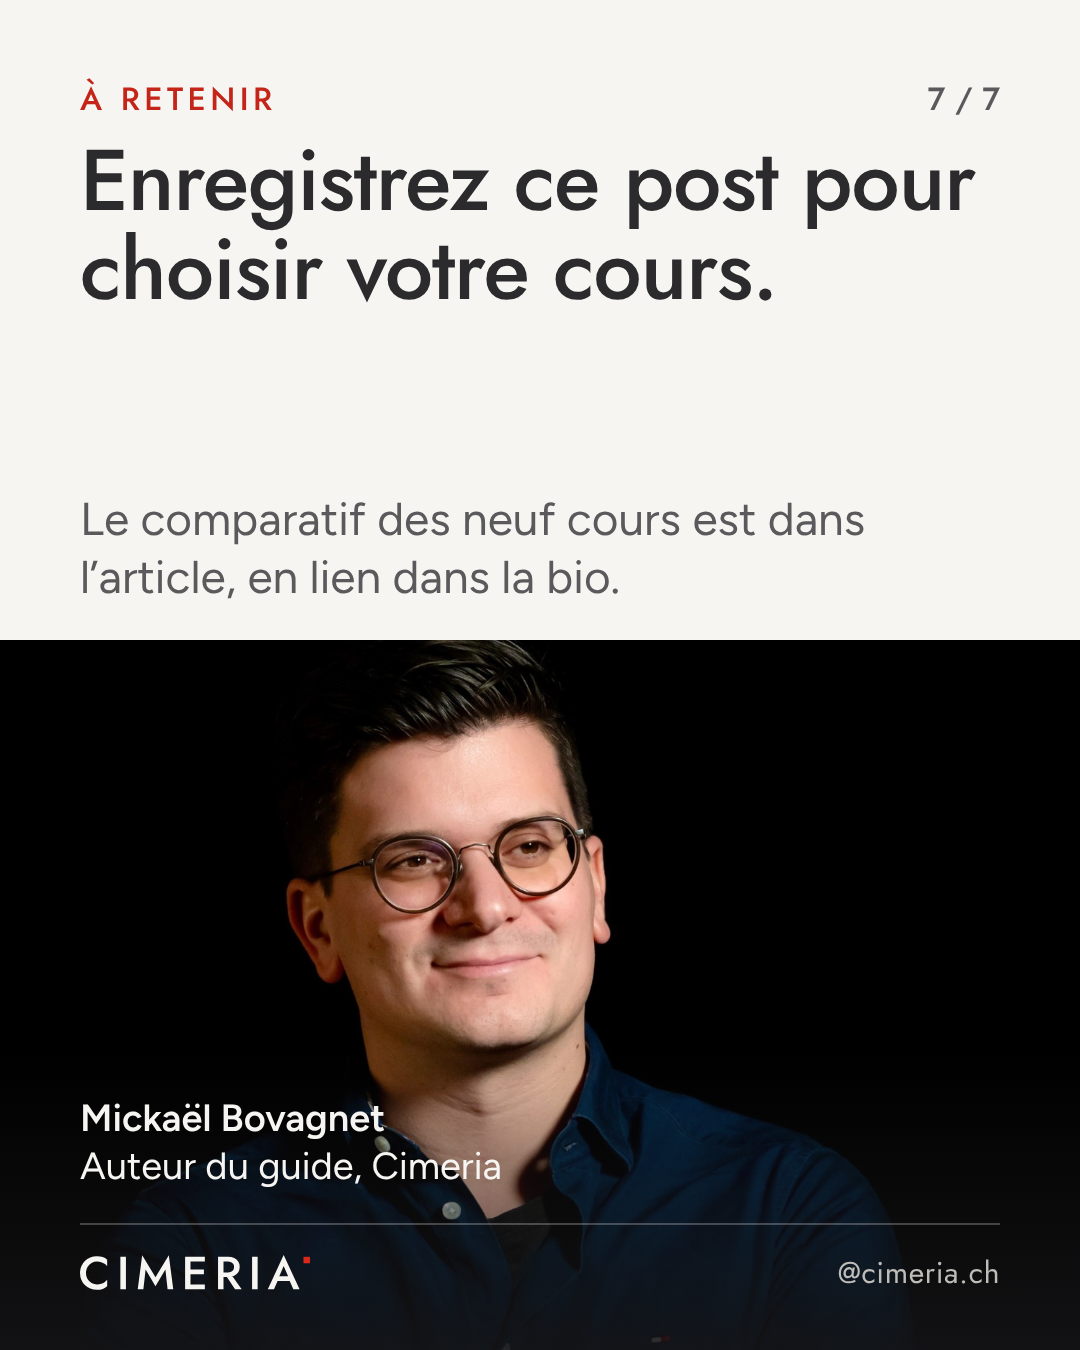 À RETENIR
7 / 7
Enregistrez ce post pour
choisir votre cours.
Le comparatif des neuf cours est dans
l’article, en lien dans la bio.
Mickaël Bovagnet
Auteur du guide, Cimeria
CIMERIA
@cimeria.ch